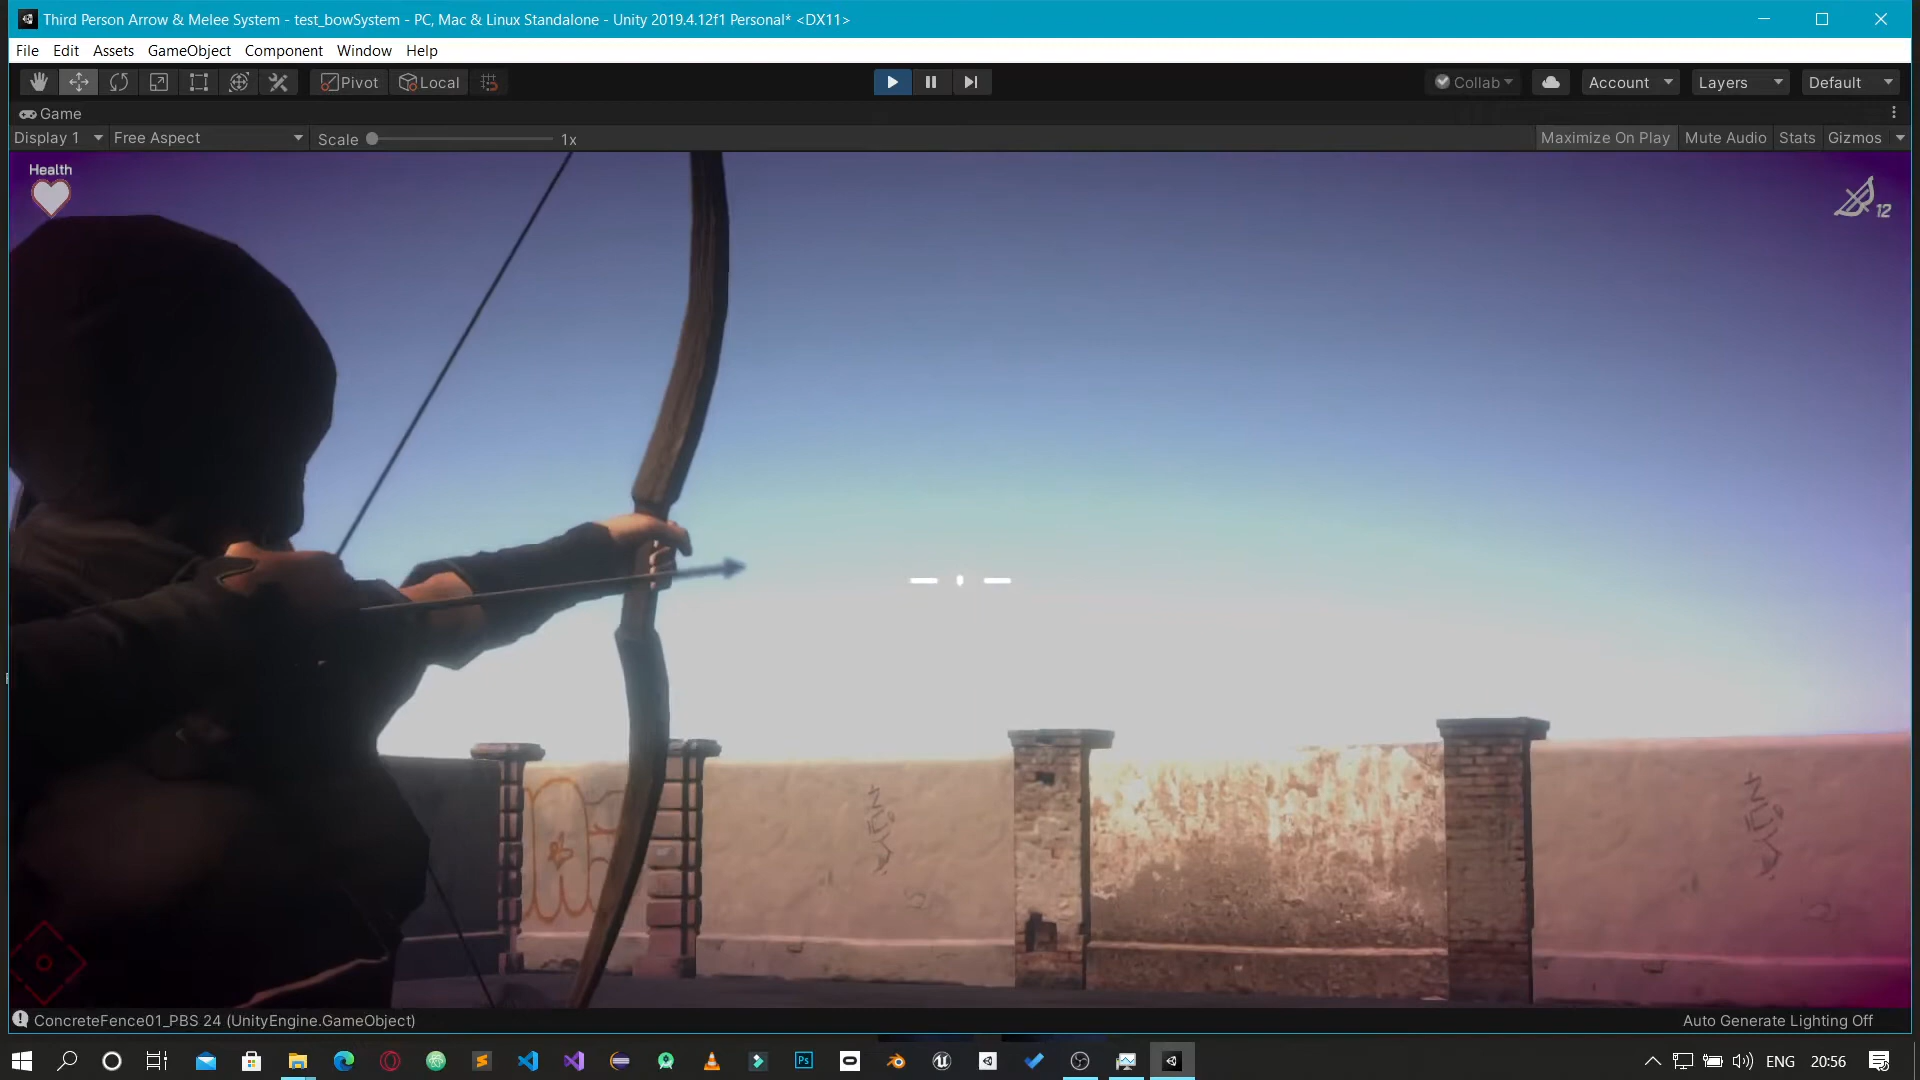 Third Person Arrow & Melee System - test_bowSystem - PC, Mac & Linux Standalone - Unity 2019.4.12f1 Personal* <DX11>
File Edit Assets GameObject Component Window Help
Pivot Local Collab Account Layers Default
Game
Display 1 Free Aspect Scale 1x Maximize On Play Mute Audio Stats Gizmos
Health
12
ConcreteFence01_PBS 24 (UnityEngine.GameObject) Auto Generate Lighting Off
Ps ENG 20:56